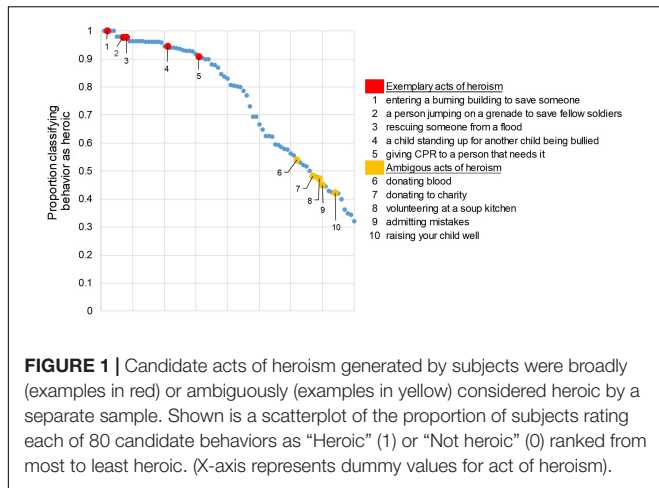 1
0.9
0.8
0.7
0.6
0.5
0.4
0.3
0.2
0.1
0
Proportion classifying
behavior as heroic
1
2
3
4
5
6
7
8
9
10
Exemplary acts of heroism
1 entering a burning building to save someone
2 a person jumping on a grenade to save fellow soldiers
3 rescuing someone from a flood
4 a child standing up for another child being bullied
5 giving CPR to a person that needs it
Ambigous acts of heroism
6 donating blood
7 donating to charity
8 volunteering at a soup kitchen
9 admitting mistakes
10 raising your child well
FIGURE 1 | Candidate acts of heroism generated by subjects were broadly
(examples in red) or ambiguously (examples in yellow) considered heroic by a
separate sample. Shown is a scatterplot of the proportion of subjects rating
each of 80 candidate behaviors as “Heroic” (1) or “Not heroic” (0) ranked from
most to least heroic. (X-axis represents dummy values for act of heroism).